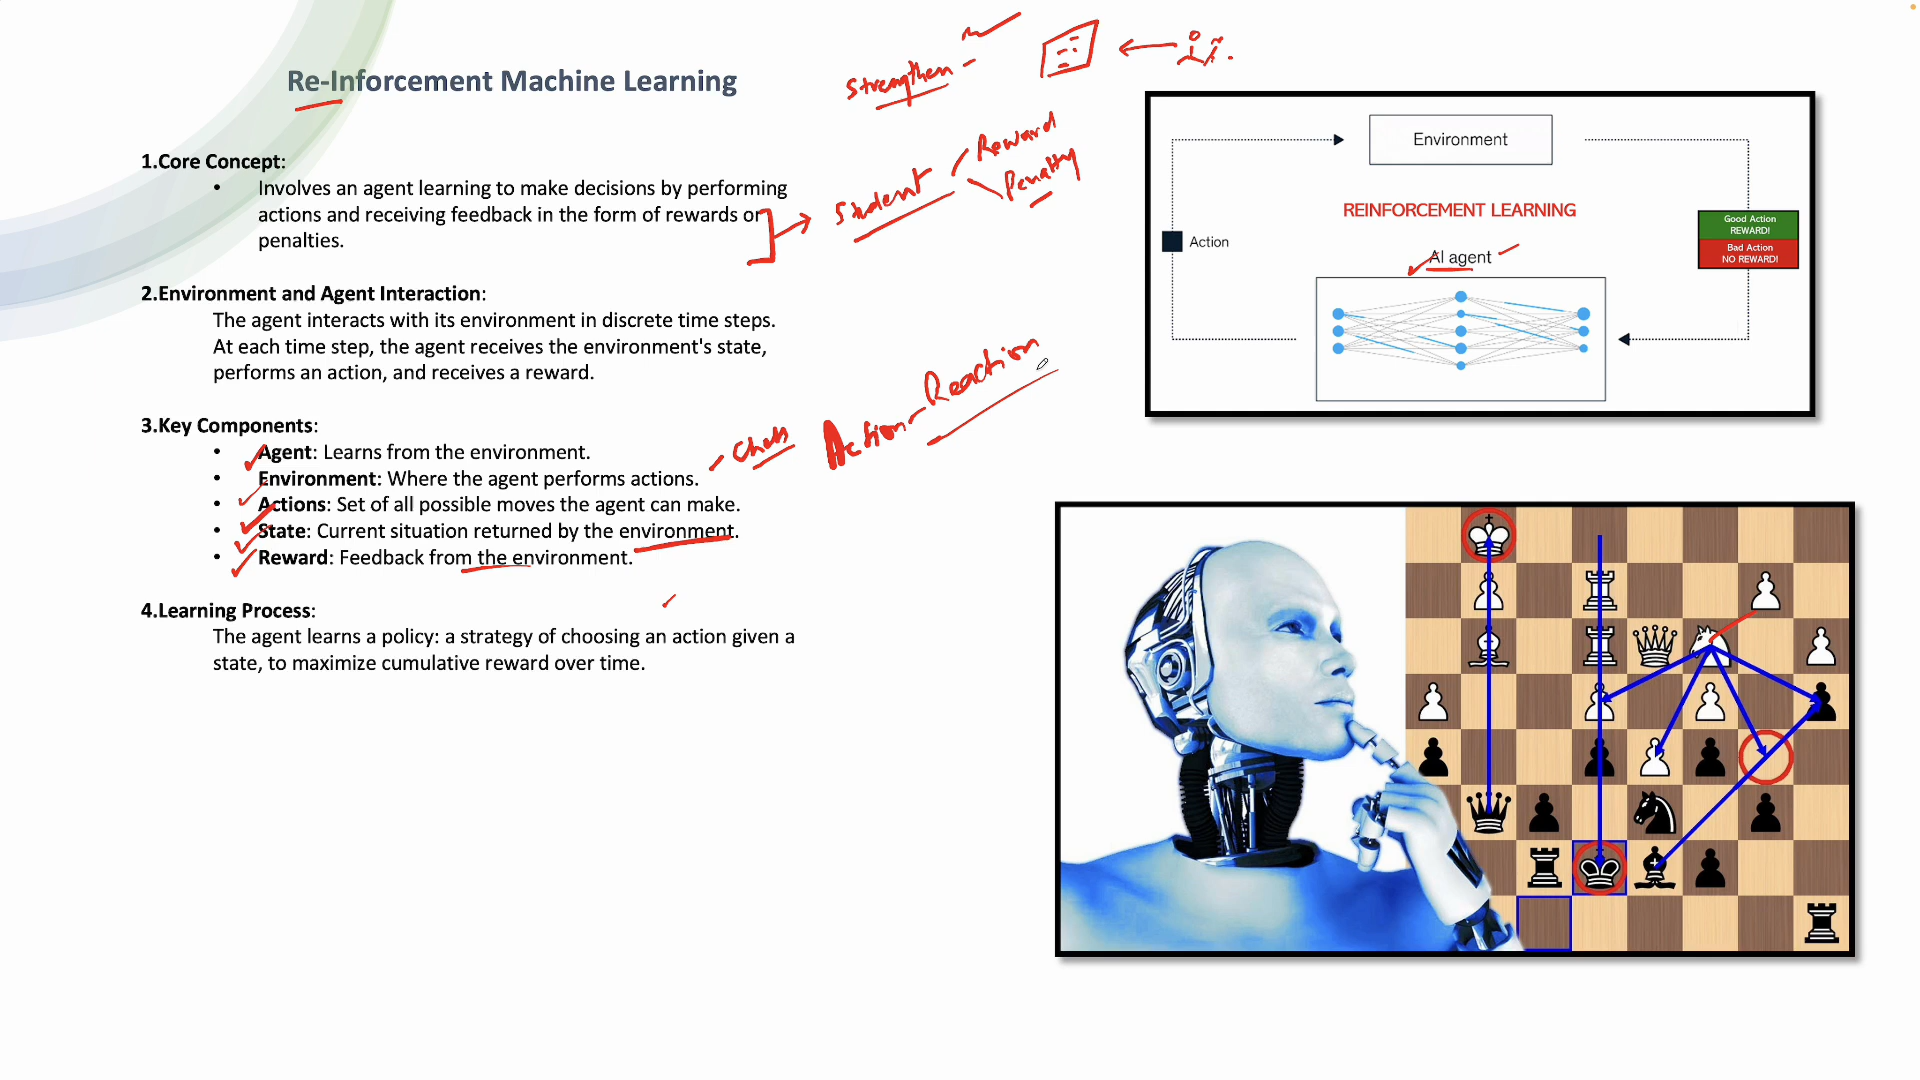 Re-Inforcement Machine Learning
Strengthen -
1.Core Concept:
• Involves an agent learning to make decisions by performing
actions and receiving feedback in the form of rewards or
penalties.
Student
Reward
Penalty
2.Environment and Agent Interaction:
The agent interacts with its environment in discrete time steps.
At each time step, the agent receives the environment's state,
performs an action, and receives a reward.
3.Key Components:
• Agent: Learns from the environment.
• Environment: Where the agent performs actions.
• Actions: Set of all possible moves the agent can make.
• State: Current situation returned by the environment.
• Reward: Feedback from the environment.
Chess
Action - Reaction
4.Learning Process:
The agent learns a policy: a strategy of choosing an action given a
state, to maximize cumulative reward over time.
Environment
REINFORCEMENT LEARNING
Action
AI agent
Good Action
REWARD!
Bad Action
NO REWARD!